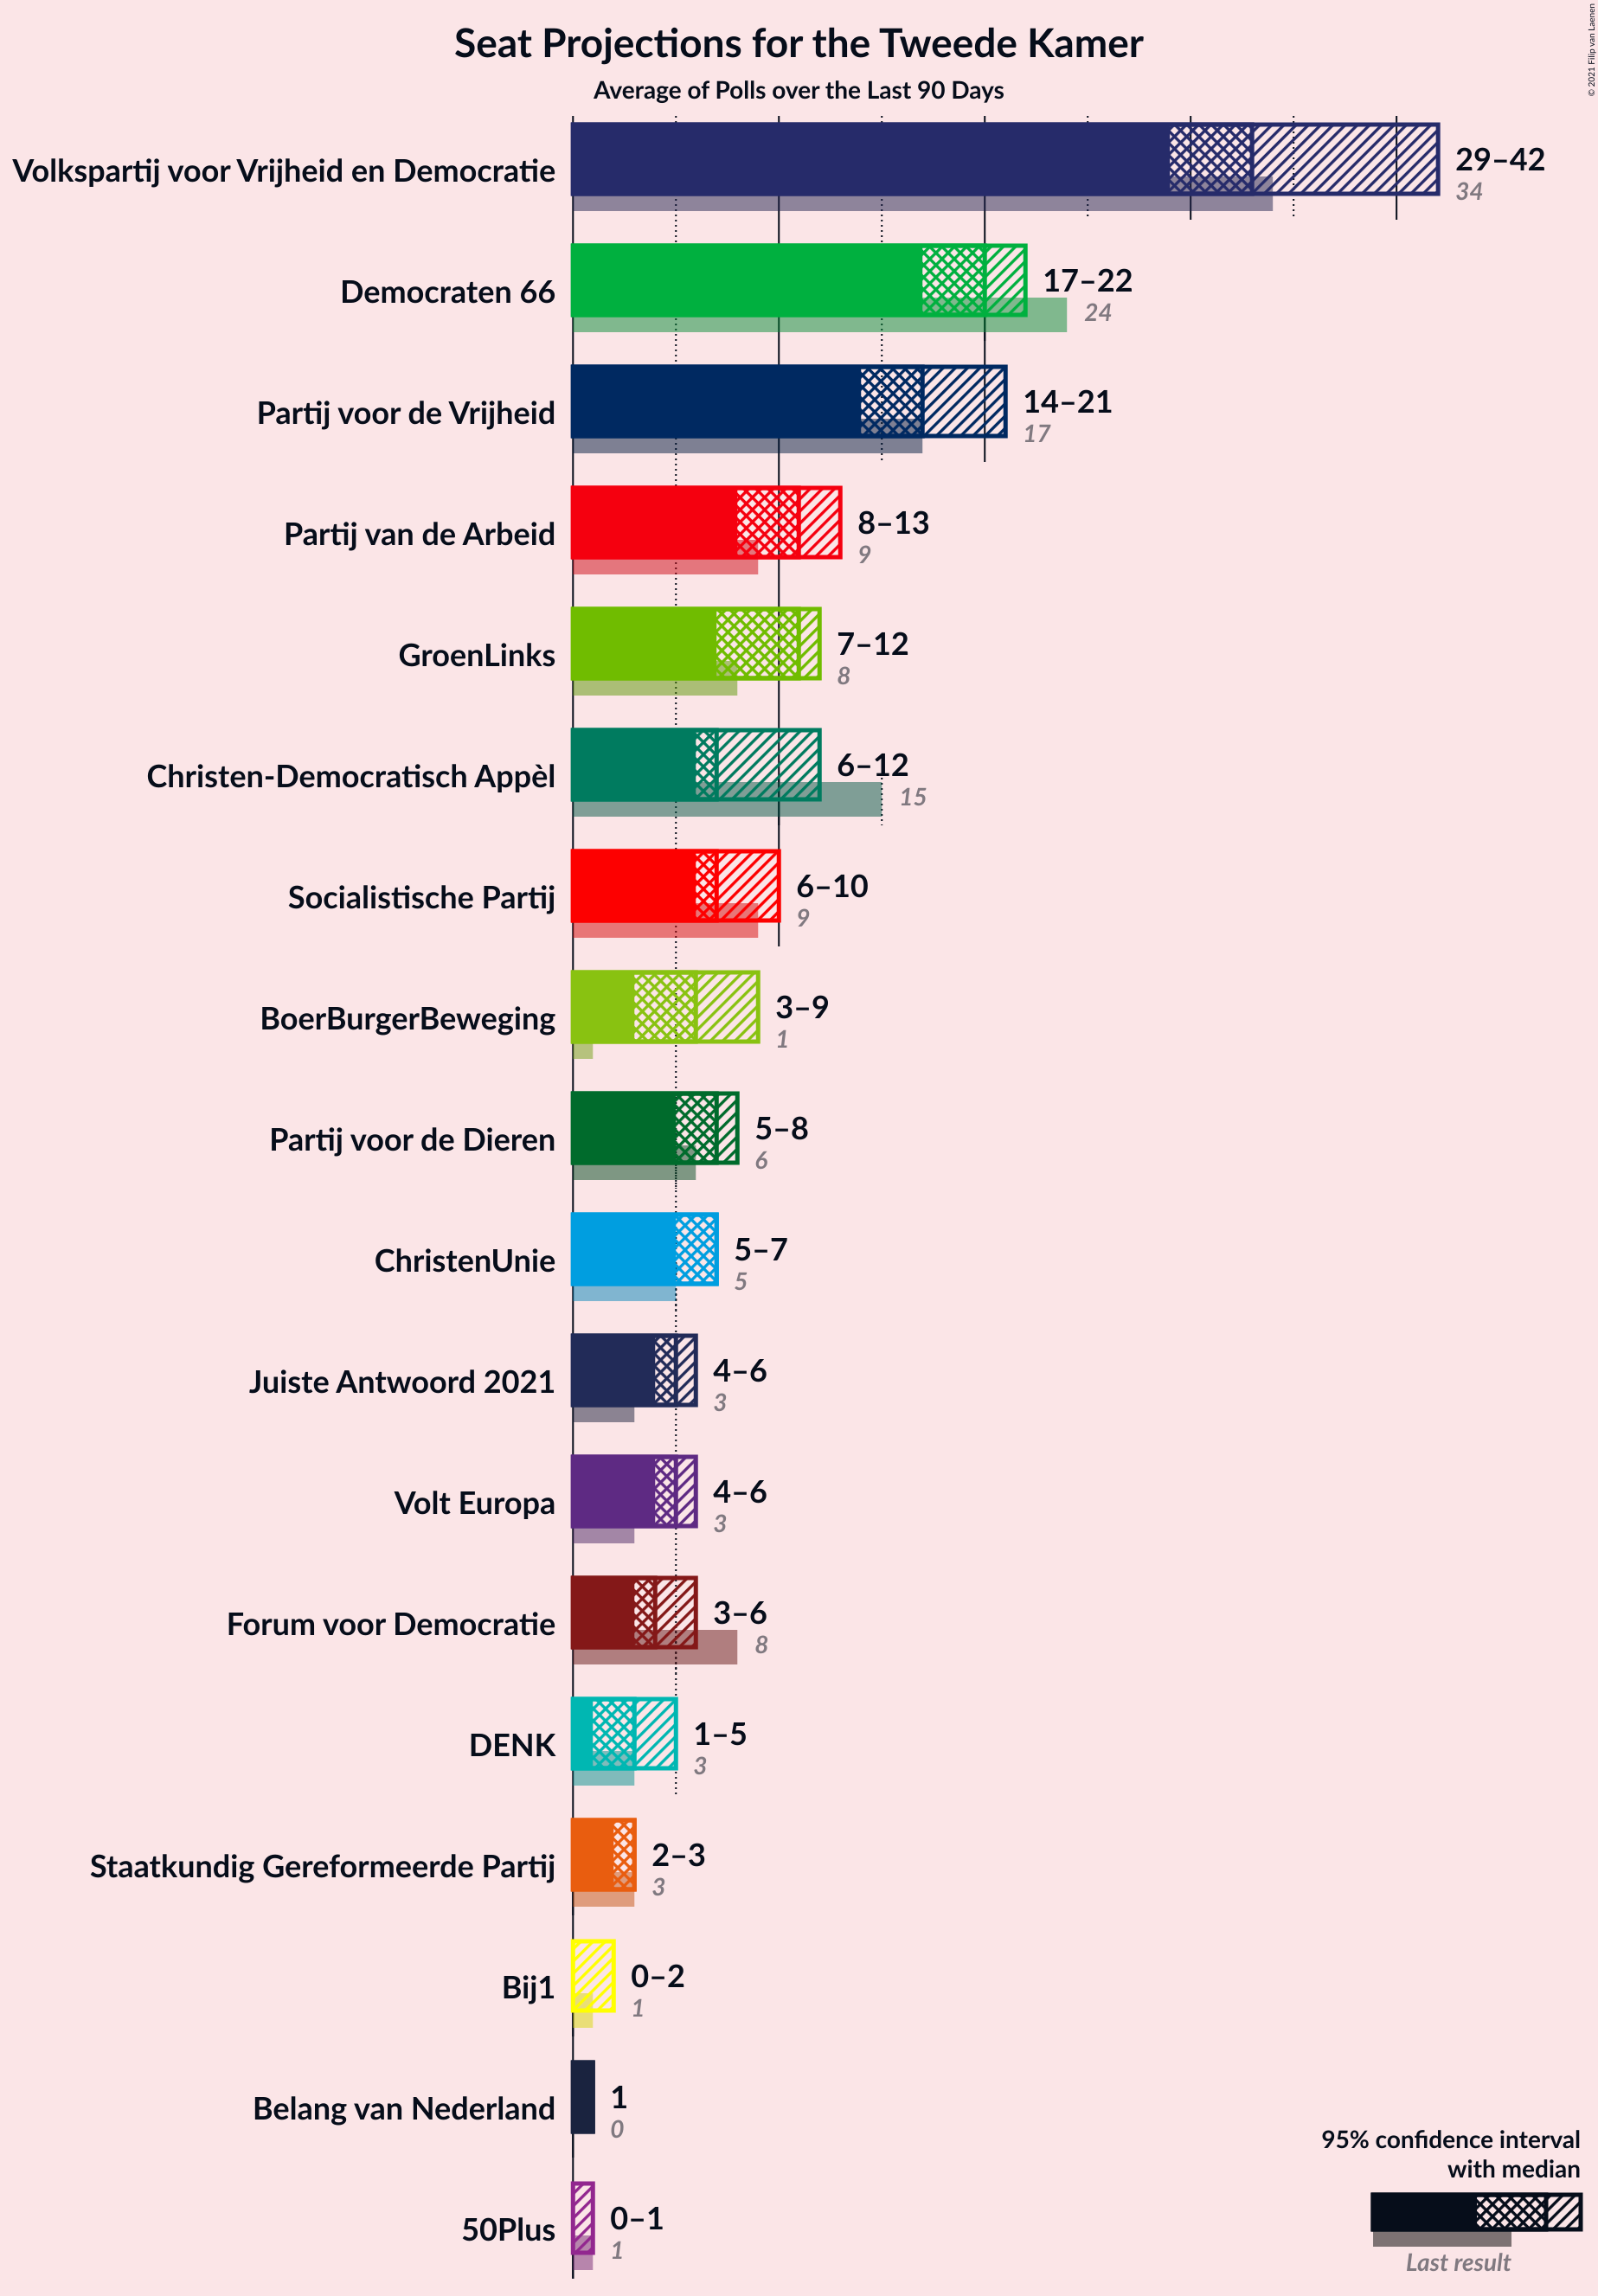 Seat Projections for the Tweede Kamer
Average of Polls over the Last 90 Days
© 2021 Filip van Laenen
Volkspartij voor Vrijheid en Democratie
29–42
34
Democraten 66
17–22
24
Partij voor de Vrijheid
14–21
17
Partij van de Arbeid
8–13
9
GroenLinks
7–12
8
Christen-Democratisch Appèl
6–12
15
Socialistische Partij
6–10
9
BoerBurgerBeweging
3–9
1
Partij voor de Dieren
5–8
6
ChristenUnie
5–7
5
Juiste Antwoord 2021
4–6
3
Volt Europa
4–6
3
Forum voor Democratie
3–6
8
DENK
1–5
3
Staatkundig Gereformeerde Partij
2–3
3
Bij1
0–2
1
Belang van Nederland
1
0
50Plus
0–1
1
95% confidence interval
with median
Last result